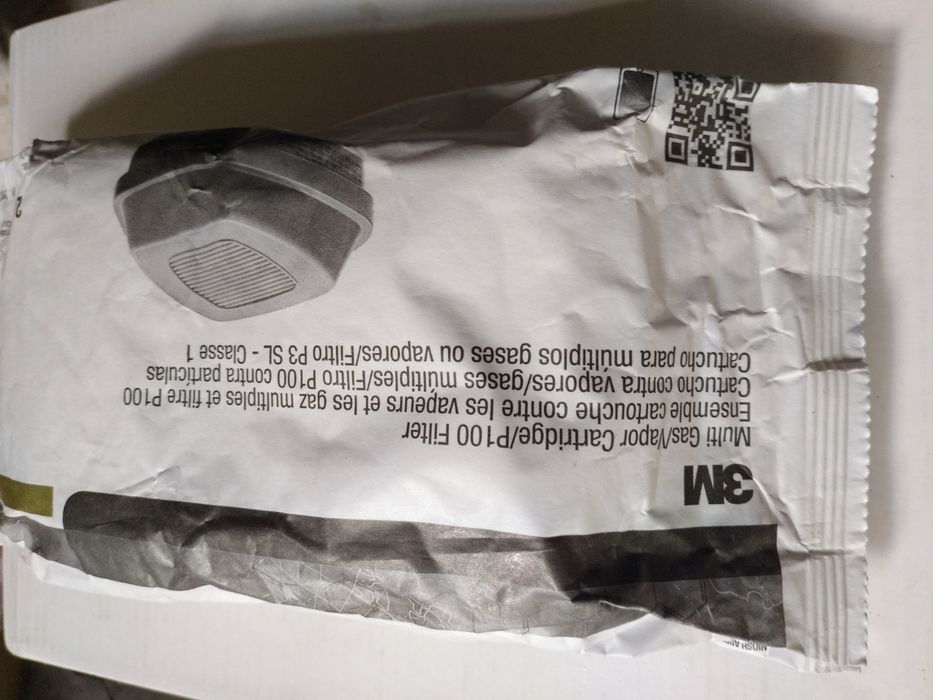 3M
Multi Gas/Vapor Cartridge/P100 Filter
Ensemble cartouche contre les vapeurs et les gaz multiples et filtre P100
Cartucho contra vapores/gases múltiples/Filtro P100 contra partículas
Cartucho para múltiplos gases ou vapores/Filtro P3 SL - Classe 1
2
NIOSH